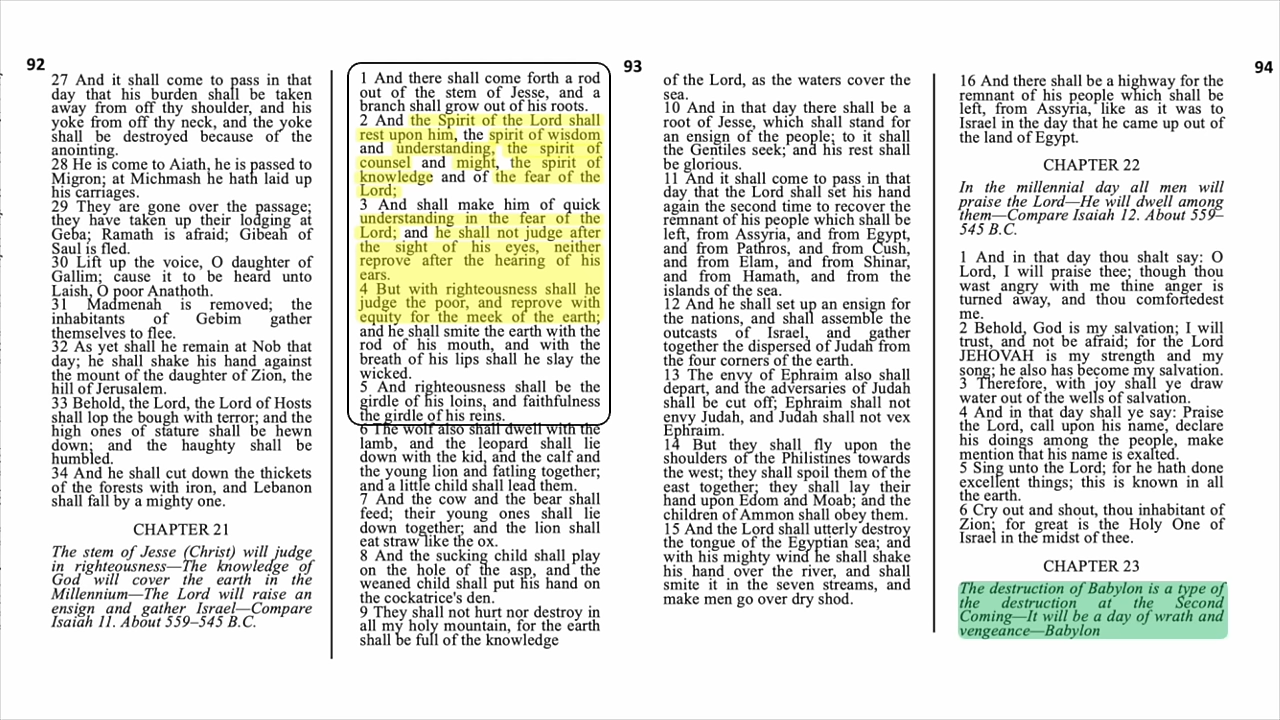 92
27 And it shall come to pass in that
day that his burden shall be taken
away from off thy shoulder, and his
yoke from off thy neck, and the yoke
shall be destroyed because of the
anointing.
28 He is come to Aiath, he is passed to
Migron; at Michmash he hath laid up
his carriages.
29 They are gone over the passage;
they have taken up their lodging at
Geba; Ramath is afraid; Gibeah of
Saul is fled.
30 Lift up the voice, O daughter of
Gallim; cause it to be heard unto
Laish, O poor Anathoth.
31 Madmenah is removed; the
inhabitants of Gebim gather
themselves to flee.
32 As yet shall he remain at Nob that
day; he shall shake his hand against
the mount of the daughter of Zion, the
hill of Jerusalem.
33 Behold, the Lord, the Lord of Hosts
shall lop the bough with terror; and the
high ones of stature shall be hewn
down; and the haughty shall be
humbled.
34 And he shall cut down the thickets
of the forests with iron, and Lebanon
shall fall by a mighty one.
CHAPTER 21
The stem of Jesse (Christ) will judge
in righteousness—The knowledge of
God will cover the earth in the
Millennium—The Lord will raise an
ensign and gather Israel—Compare
Isaiah 11. About 559–545 B.C.
1 And there shall come forth a rod
out of the stem of Jesse, and a
branch shall grow out of his roots.
2 And the Spirit of the Lord shall
rest upon him, the spirit of wisdom
and understanding, the spirit of
counsel and might, the spirit of
knowledge and of the fear of the
Lord;
3 And shall make him of quick
understanding in the fear of the
Lord; and he shall not judge after
the sight of his eyes, neither
reprove after the hearing of his
ears.
4 But with righteousness shall he
judge the poor, and reprove with
equity for the meek of the earth;
and he shall smite the earth with the
rod of his mouth, and with the
breath of his lips shall he slay the
wicked.
5 And righteousness shall be the
girdle of his loins, and faithfulness
the girdle of his reins.
6 The wolf also shall dwell with the
lamb, and the leopard shall lie
down with the kid, and the calf and
the young lion and fatling together;
and a little child shall lead them.
7 And the cow and the bear shall
feed; their young ones shall lie
down together; and the lion shall
eat straw like the ox.
8 And the sucking child shall play
on the hole of the asp, and the
weaned child shall put his hand on
the cockatrice's den.
9 They shall not hurt nor destroy in
all my holy mountain, for the earth
shall be full of the knowledge
93
of the Lord, as the waters cover the
sea.
10 And in that day there shall be a
root of Jesse, which shall stand for
an ensign of the people; to it shall
the Gentiles seek; and his rest shall
be glorious.
11 And it shall come to pass in that
day that the Lord shall set his hand
again the second time to recover the
remnant of his people which shall be
left, from Assyria, and from Egypt,
and from Pathros, and from Cush,
and from Elam, and from Shinar,
and from Hamath, and from the
islands of the sea.
12 And he shall set up an ensign for
the nations, and shall assemble the
outcasts of Israel, and gather
together the dispersed of Judah from
the four corners of the earth.
13 The envy of Ephraim also shall
depart, and the adversaries of Judah
shall be cut off; Ephraim shall not
envy Judah, and Judah shall not vex
Ephraim.
14 But they shall fly upon the
shoulders of the Philistines towards
the west; they shall spoil them of the
east together; they shall lay their
hand upon Edom and Moab; and the
children of Ammon shall obey them.
15 And the Lord shall utterly destroy
the tongue of the Egyptian sea; and
with his mighty wind he shall shake
his hand over the river, and shall
smite it in the seven streams, and
make men go over dry shod.
94
16 And there shall be a highway for the
remnant of his people which shall be
left, from Assyria, like as it was to
Israel in the day that he came up out of
the land of Egypt.
CHAPTER 22
In the millennial day all men will
praise the Lord—He will dwell among
them—Compare Isaiah 12. About 559–
545 B.C.
1 And in that day thou shalt say: O
Lord, I will praise thee; though thou
wast angry with me thine anger is
turned away, and thou comfortedest
me.
2 Behold, God is my salvation; I will
trust, and not be afraid; for the Lord
JEHOVAH is my strength and my
song; he also has become my salvation.
3 Therefore, with joy shall ye draw
water out of the wells of salvation.
4 And in that day shall ye say: Praise
the Lord, call upon his name, declare
his doings among the people, make
mention that his name is exalted.
5 Sing unto the Lord; for he hath done
excellent things; this is known in all
the earth.
6 Cry out and shout, thou inhabitant of
Zion; for great is the Holy One of
Israel in the midst of thee.
CHAPTER 23
The destruction of Babylon is a type of
the destruction at the Second
Coming—It will be a day of wrath and
vengeance—Babylon